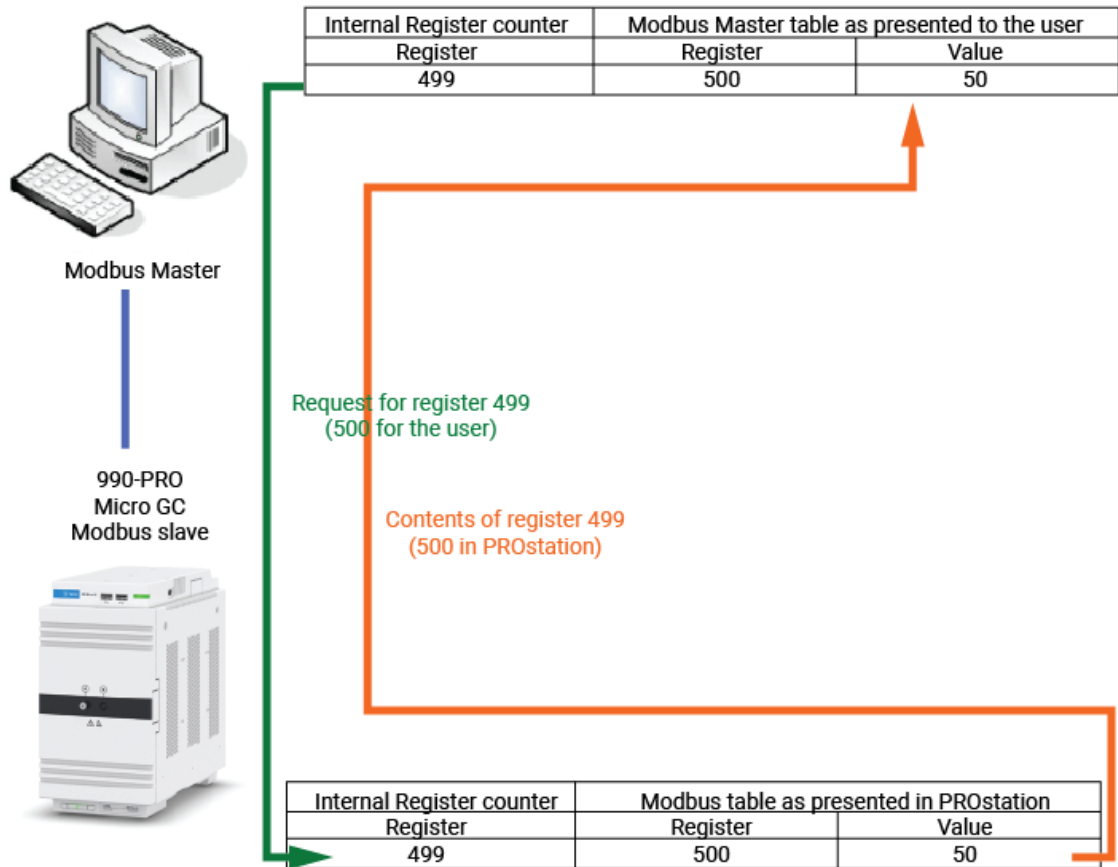 Internal Register counter Modbus Master table as presented to the user
Register Register Value
499 500 50
Modbus Master
Request for register 499
(500 for the user)
990-PRO
Micro GC
Modbus slave
Contents of register 499
(500 in PROstation)
Internal Register counter Modbus table as presented in PROstation
Register Register Value
499 500 50